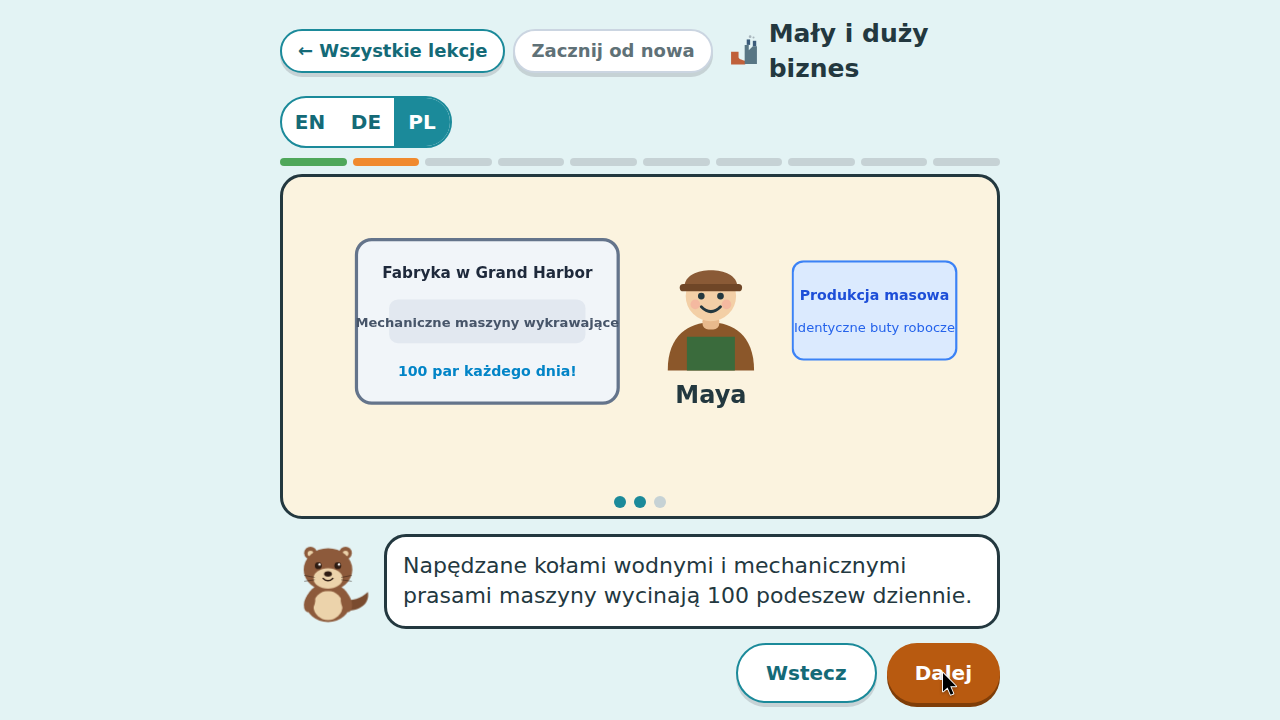 ← Wszystkie lekcje
Zacznij od nowa
Mały i duży
biznes
EN DE PL
Fabryka w Grand Harbor
Mechaniczne maszyny wykrawające
100 par każdego dnia!
Maya
Produkcja masowa
Identyczne buty robocze
Napędzane kołami wodnymi i mechanicznymi
prasami maszyny wycinają 100 podeszew dziennie.
Wstecz
Dalej